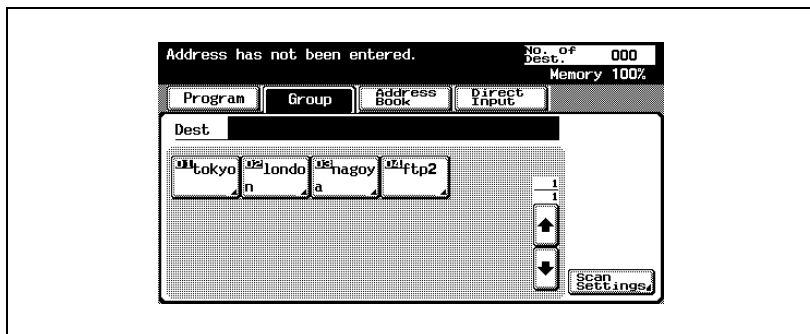 Address has not been entered.
No. of
Dest.
000
Memory 100%
Program
Group
Address
Book
Direct
Input
Dest
01 tokyo
02 londo
n
03 nagoy
a
04 ftp2
1
1
Scan
Settings